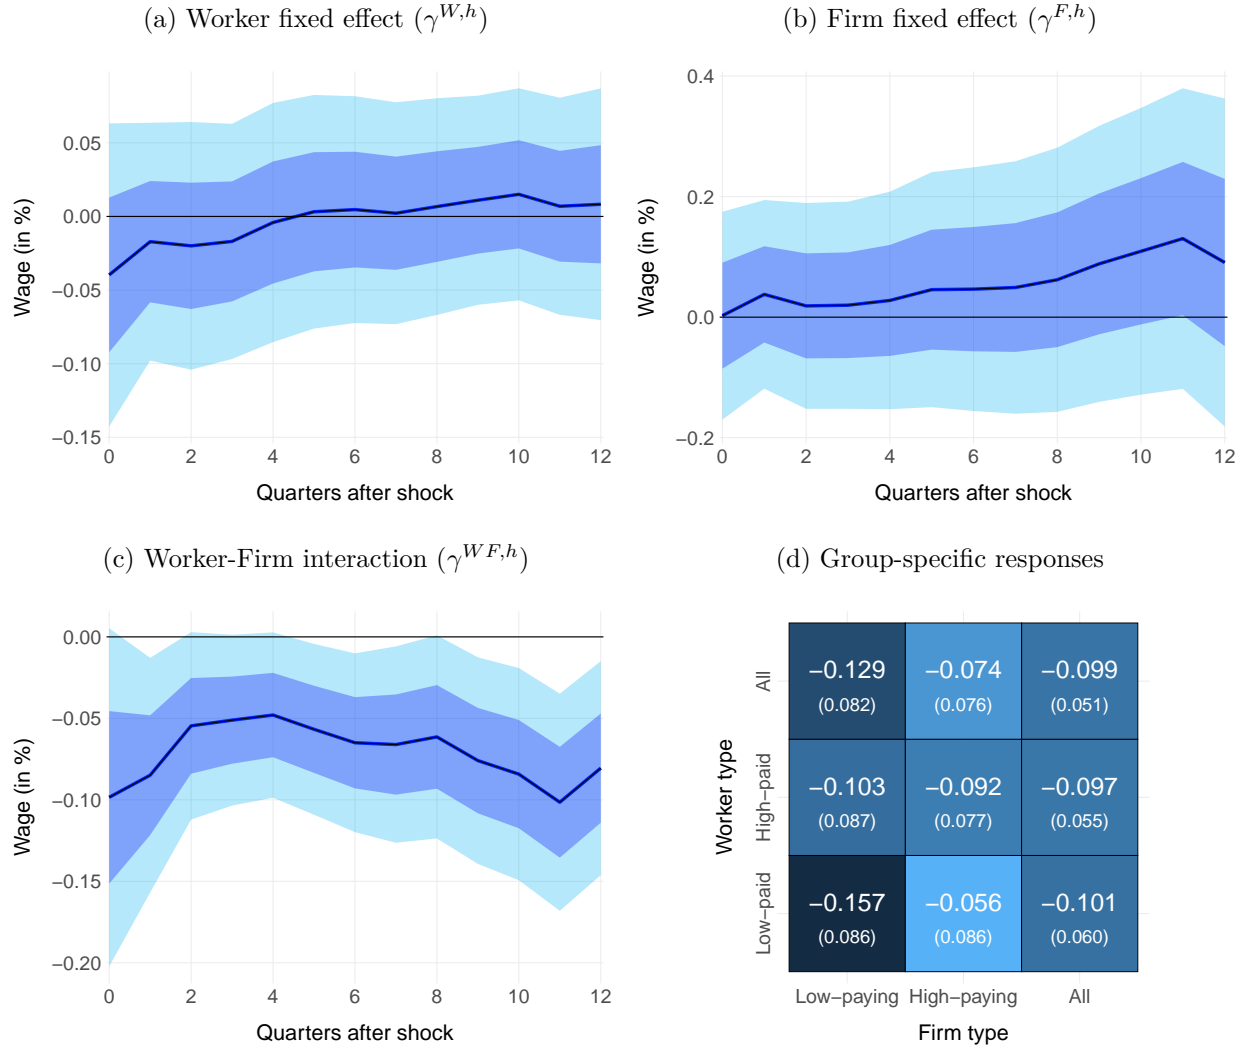 (a) Worker fixed effect (γ^{W,h})
Wage (in %)
0.05
0.00
−0.05
−0.10
−0.15
0 2 4 6 8 10 12
Quarters after shock
(b) Firm fixed effect (γ^{F,h})
Wage (in %)
0.4
0.2
0.0
−0.2
0 2 4 6 8 10 12
Quarters after shock
(c) Worker-Firm interaction (γ^{WF,h})
Wage (in %)
0.00
−0.05
−0.10
−0.15
−0.20
0 2 4 6 8 10 12
Quarters after shock
(d) Group-specific responses
Worker type
All
−0.129 −0.074 −0.099
(0.082) (0.076) (0.051)
High−paid
−0.103 −0.092 −0.097
(0.087) (0.077) (0.055)
Low−paid
−0.157 −0.056 −0.101
(0.086) (0.086) (0.060)
Low−paying High−paying All
Firm type